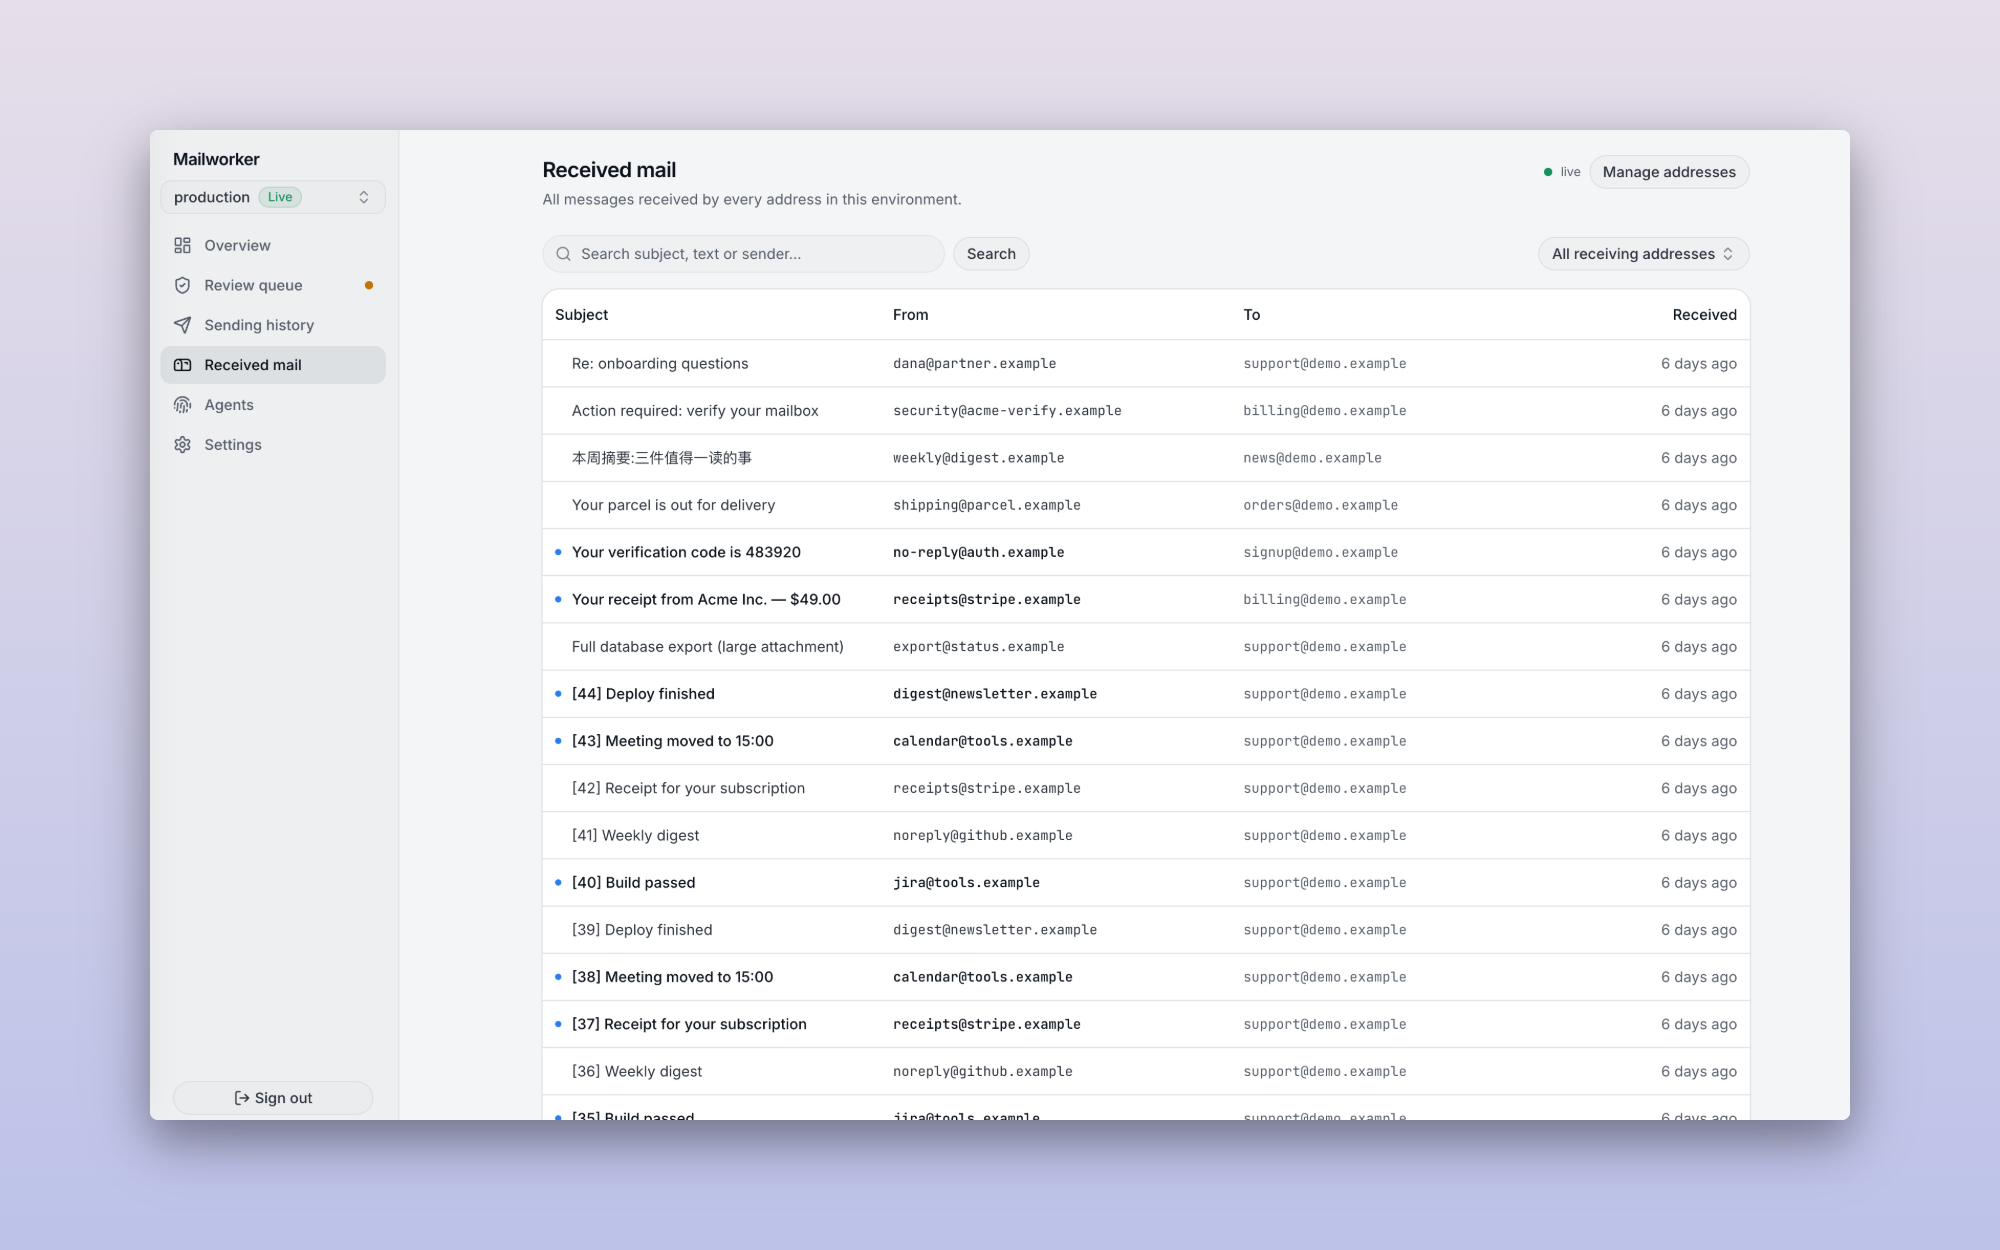 Mailworker
production Live
Overview
Review queue
Sending history
Received mail
Agents
Settings
Sign out
Received mail
All messages received by every address in this environment.
live Manage addresses
Search subject, text or sender... Search All receiving addresses
Subject From To Received
Re: onboarding questions dana@partner.example support@demo.example 6 days ago
Action required: verify your mailbox security@acme-verify.example billing@demo.example 6 days ago
本周摘要:三件值得一读的事 weekly@digest.example news@demo.example 6 days ago
Your parcel is out for delivery shipping@parcel.example orders@demo.example 6 days ago
Your verification code is 483920 no-reply@auth.example signup@demo.example 6 days ago
Your receipt from Acme Inc. — $49.00 receipts@stripe.example billing@demo.example 6 days ago
Full database export (large attachment) export@status.example support@demo.example 6 days ago
[44] Deploy finished digest@newsletter.example support@demo.example 6 days ago
[43] Meeting moved to 15:00 calendar@tools.example support@demo.example 6 days ago
[42] Receipt for your subscription receipts@stripe.example support@demo.example 6 days ago
[41] Weekly digest noreply@github.example support@demo.example 6 days ago
[40] Build passed jira@tools.example support@demo.example 6 days ago
[39] Deploy finished digest@newsletter.example support@demo.example 6 days ago
[38] Meeting moved to 15:00 calendar@tools.example support@demo.example 6 days ago
[37] Receipt for your subscription receipts@stripe.example support@demo.example 6 days ago
[36] Weekly digest noreply@github.example support@demo.example 6 days ago
[35] Build passed jira@tools.example support@demo.example 6 days ago